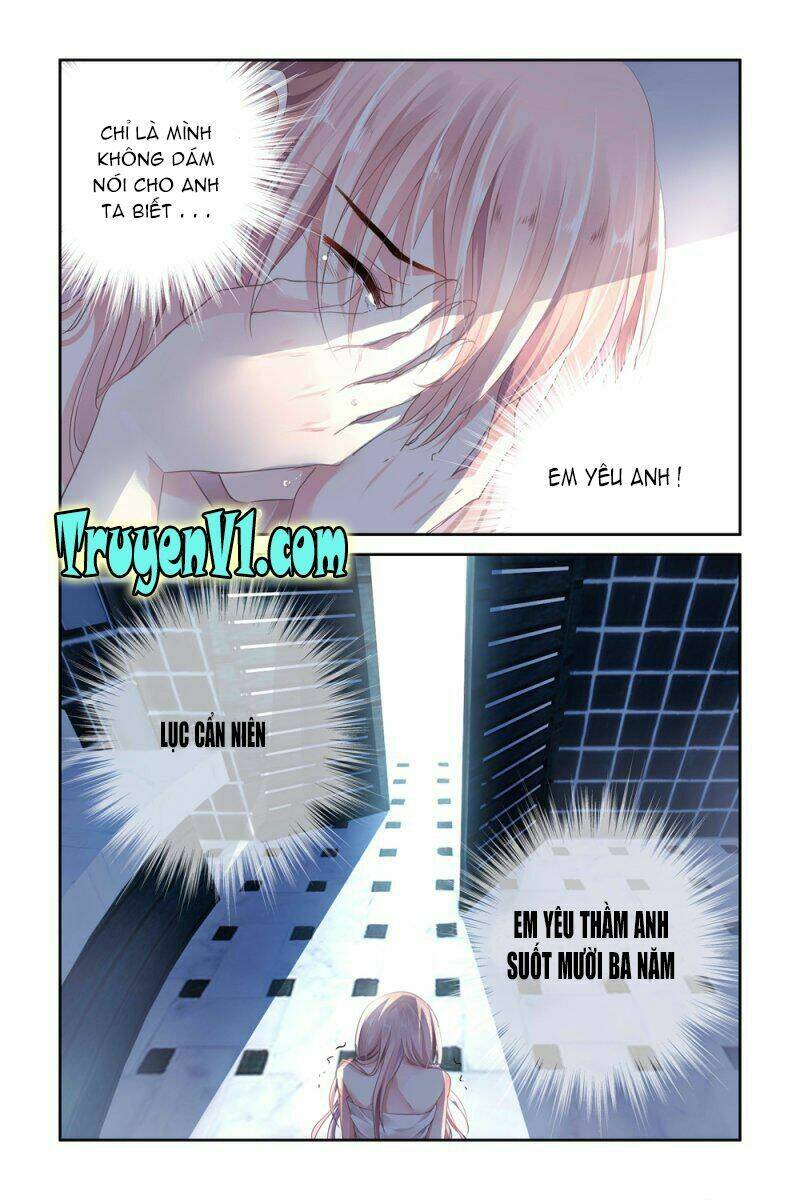 CHỈ LÀ MÌNH
KHÔNG DÁM
NÓI CHO ANH
TA BIẾT . . .
EM YÊU ANH !
TruyenV1.com
LỤC CẨN NIÊN
EM YÊU THẦM ANH
SUỐT MƯỜI BA NĂM